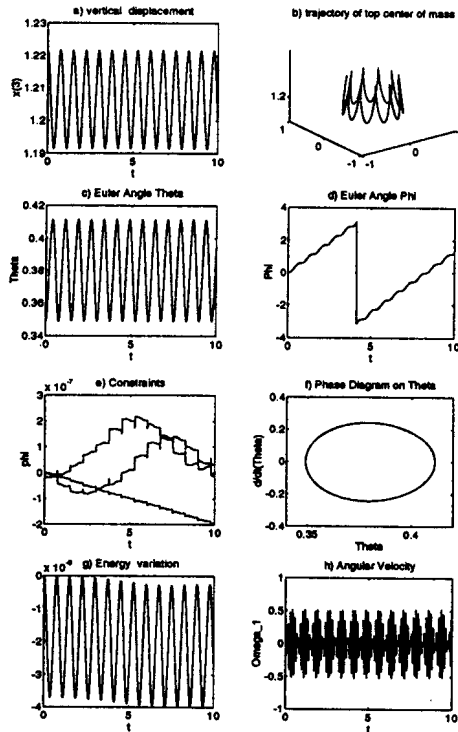 a) vertical displacement
1.23
1.22
1.21
1.20
1.19
x(3)
0
5
10
t
b) trajectory of top center of mass
1.2
1
0
-1
-1
0
c) Euler Angle Theta
0.42
0.40
0.38
0.36
0.34
Theta
0
5
10
t
d) Euler Angle Phi
4
2
0
-2
-4
Phi
0
5
10
t
e) Constraints
x 10^-7
3
2
1
0
-1
-2
phi
0
5
10
t
f) Phase Diagram on Theta
0.4
0.2
0
-0.2
-0.4
d/dt(Theta)
0.35
0.4
Theta
g) Energy variation
0
-1
-2
-3
-4
0
5
10
t
h) Angular Velocity
1
0.5
0
-0.5
-1
Omega_1
0
5
10
t